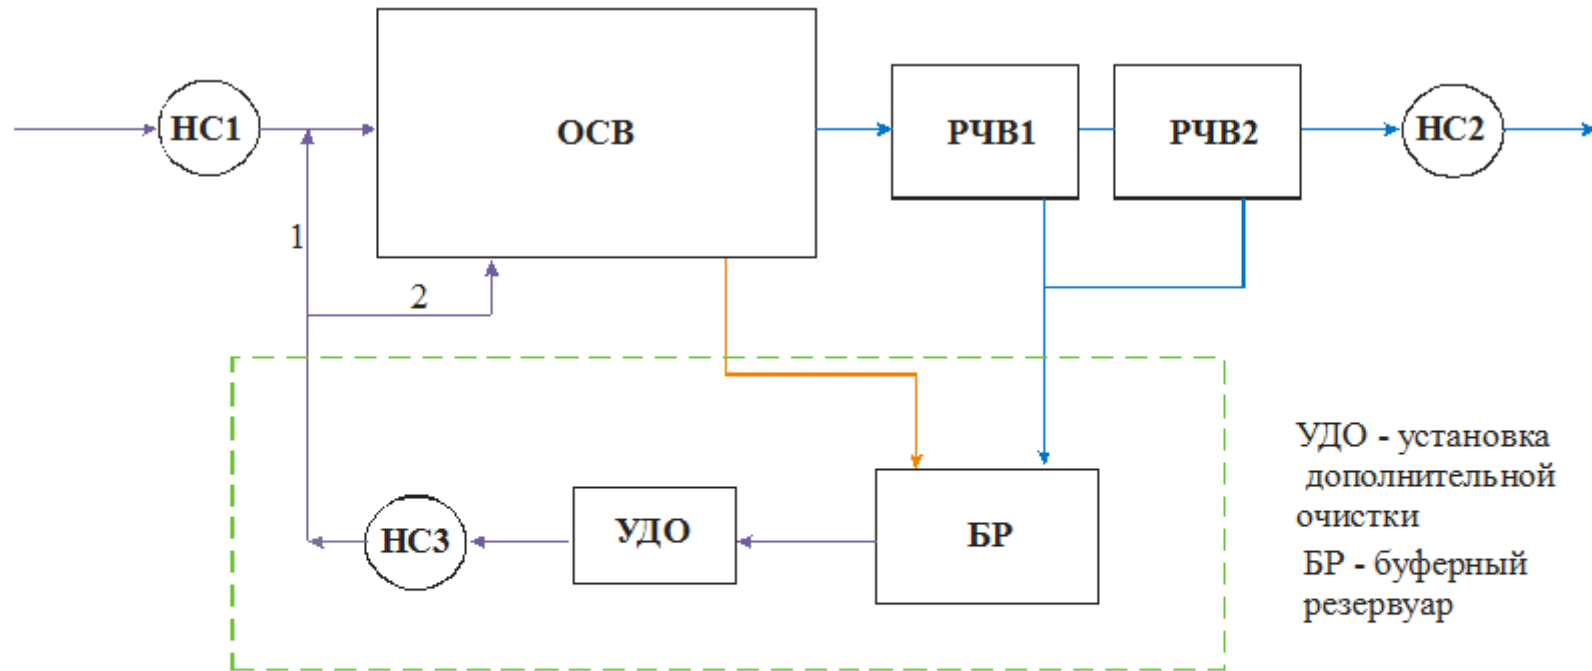 НС1
ОСВ
РЧВ1
РЧВ2
НС2
1
2
НС3
УДО
БР
УДО - установка
дополнительной
очистки
БР - буферный
резервуар